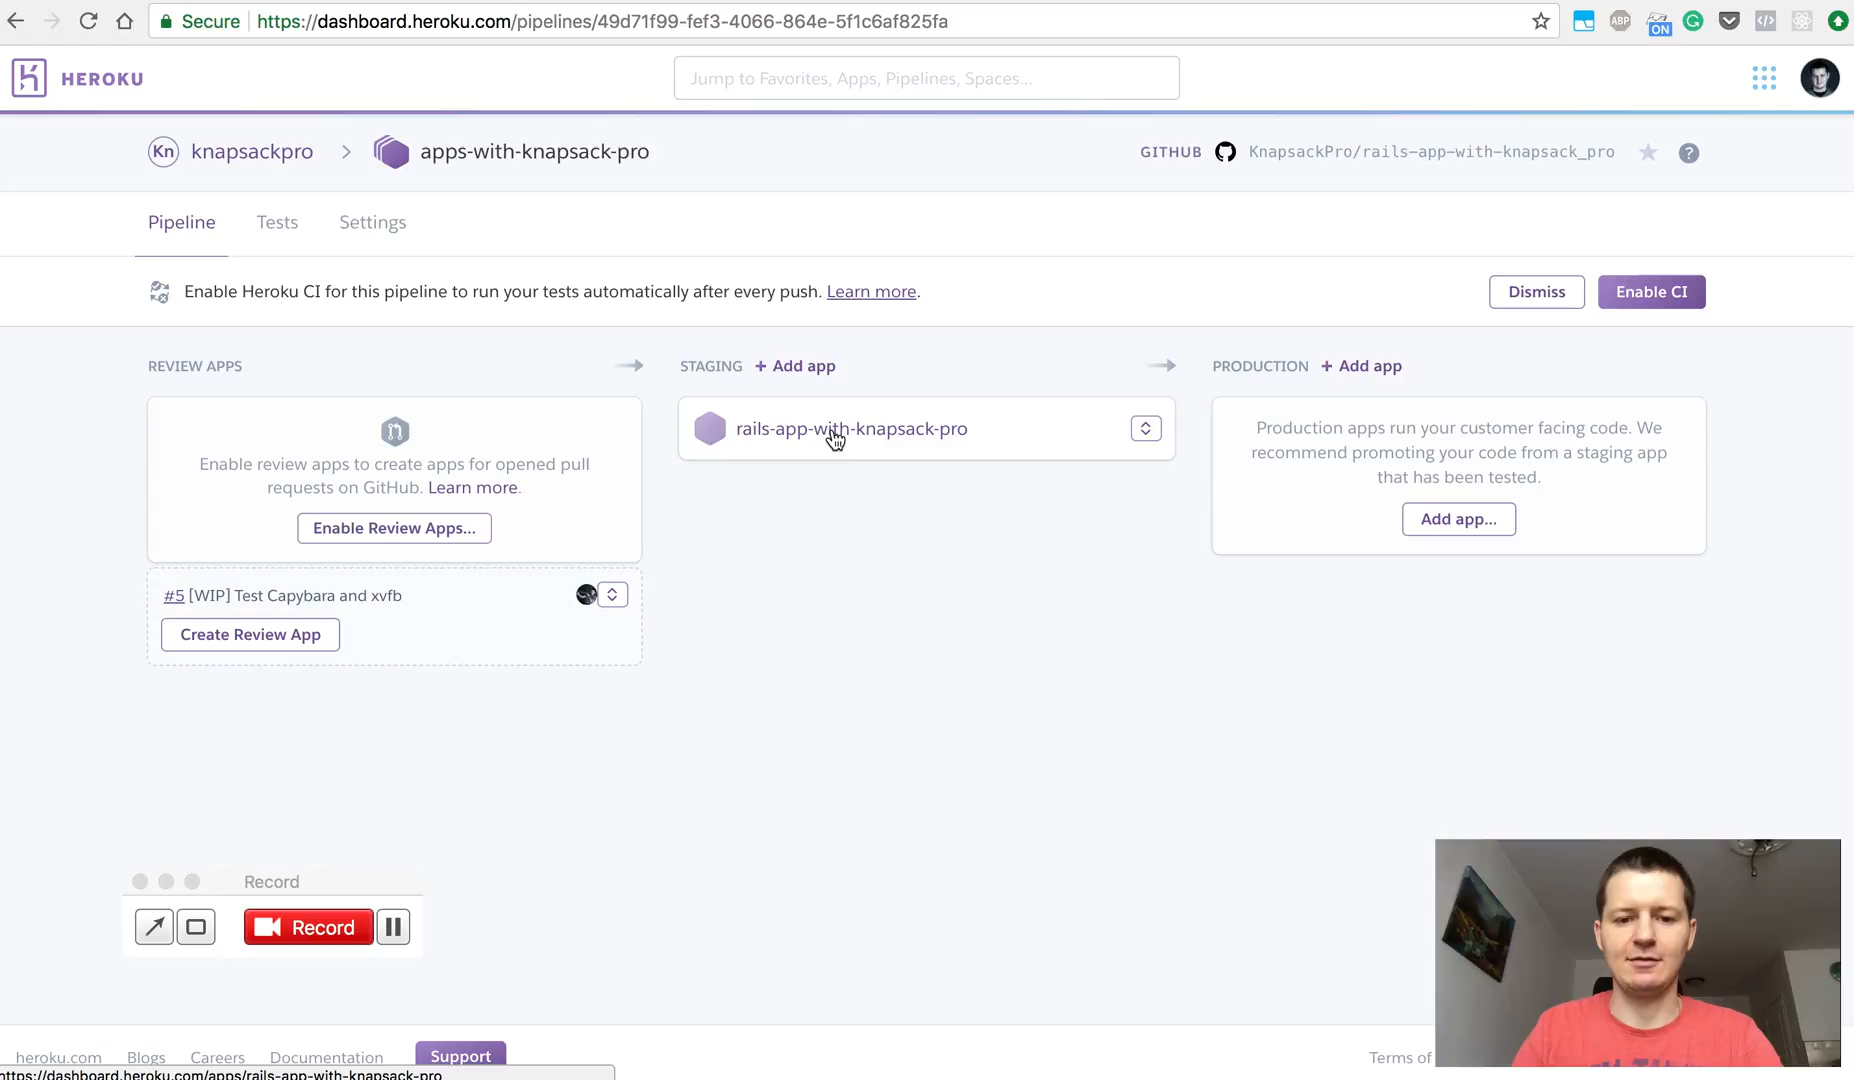 Secure https://dashboard.heroku.com/pipelines/49d71f99-fef3-4066-864e-5f1c6af825fa
ABP
ON
HEROKU
Jump to Favorites, Apps, Pipelines, Spaces...
Kn knapsackpro > apps-with-knapsack-pro
GITHUB KnapsackPro/rails-app-with-knapsack_pro ?
Pipeline Tests Settings
Enable Heroku CI for this pipeline to run your tests automatically after every push. Learn more.
Dismiss Enable CI
REVIEW APPS
STAGING + Add app
PRODUCTION + Add app
Enable review apps to create apps for opened pull
requests on GitHub. Learn more.
Enable Review Apps...
#5 [WIP] Test Capybara and xvfb
Create Review App
rails-app-with-knapsack-pro
Production apps run your customer facing code. We
recommend promoting your code from a staging app
that has been tested.
Add app...
Record
Record
heroku.com Blogs Careers Documentation Support
Terms of
https://dashboard.heroku.com/apps/rails-app-with-knapsack-pro